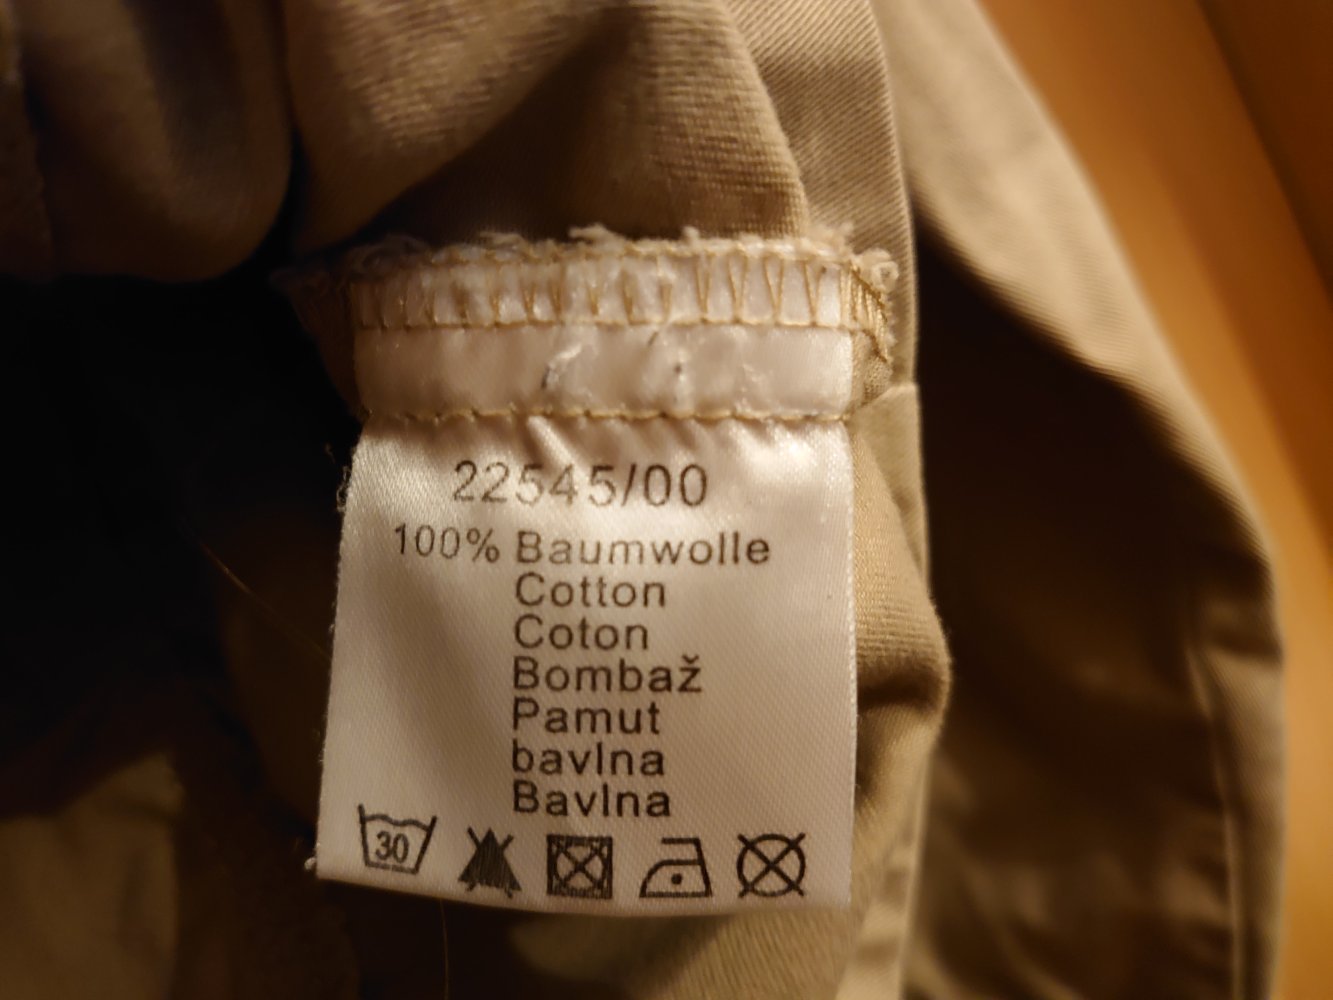 22545/00
100% Baumwolle
Cotton
Coton
Bombaž
Pamut
bavlna
Bavlna
30